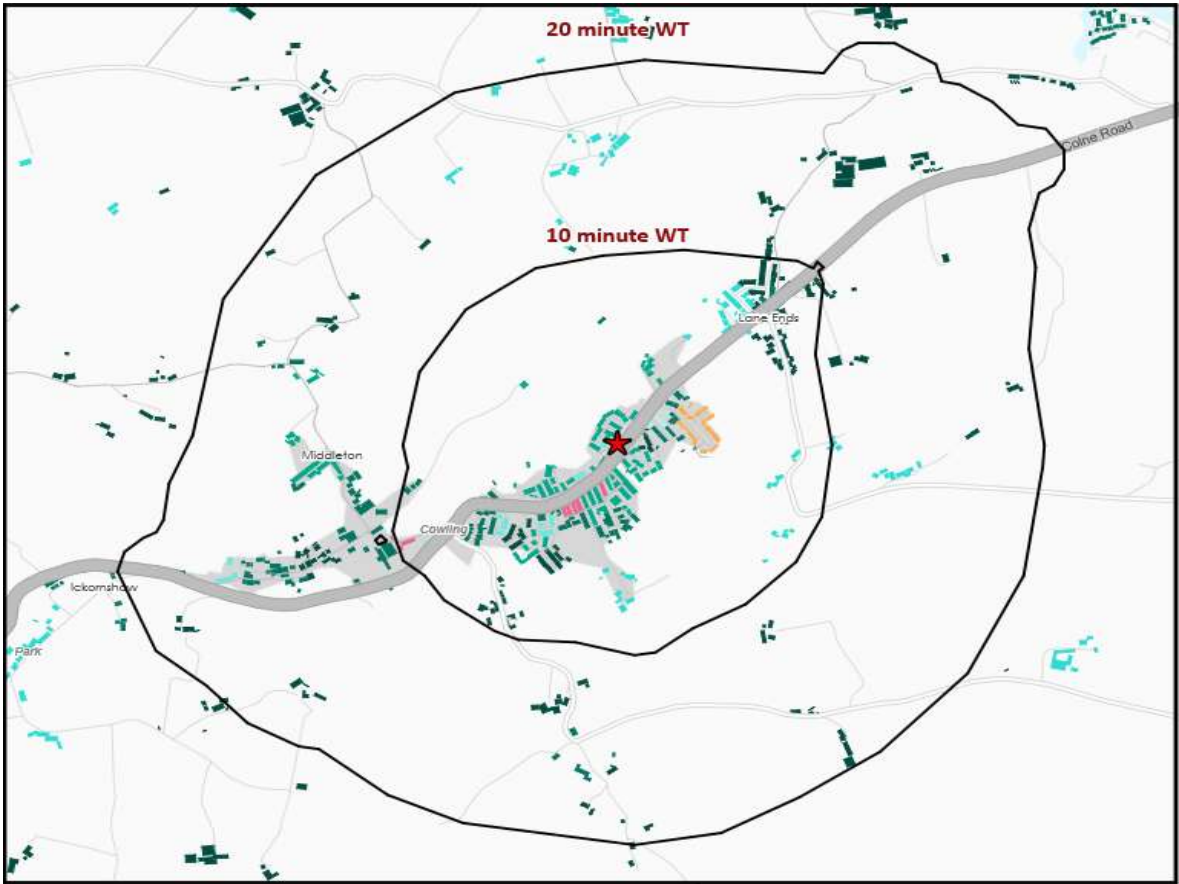 20 minute WT
Colne Road
10 minute WT
Lane Ends
Middleton
Cowling
Ickornshaw
Park